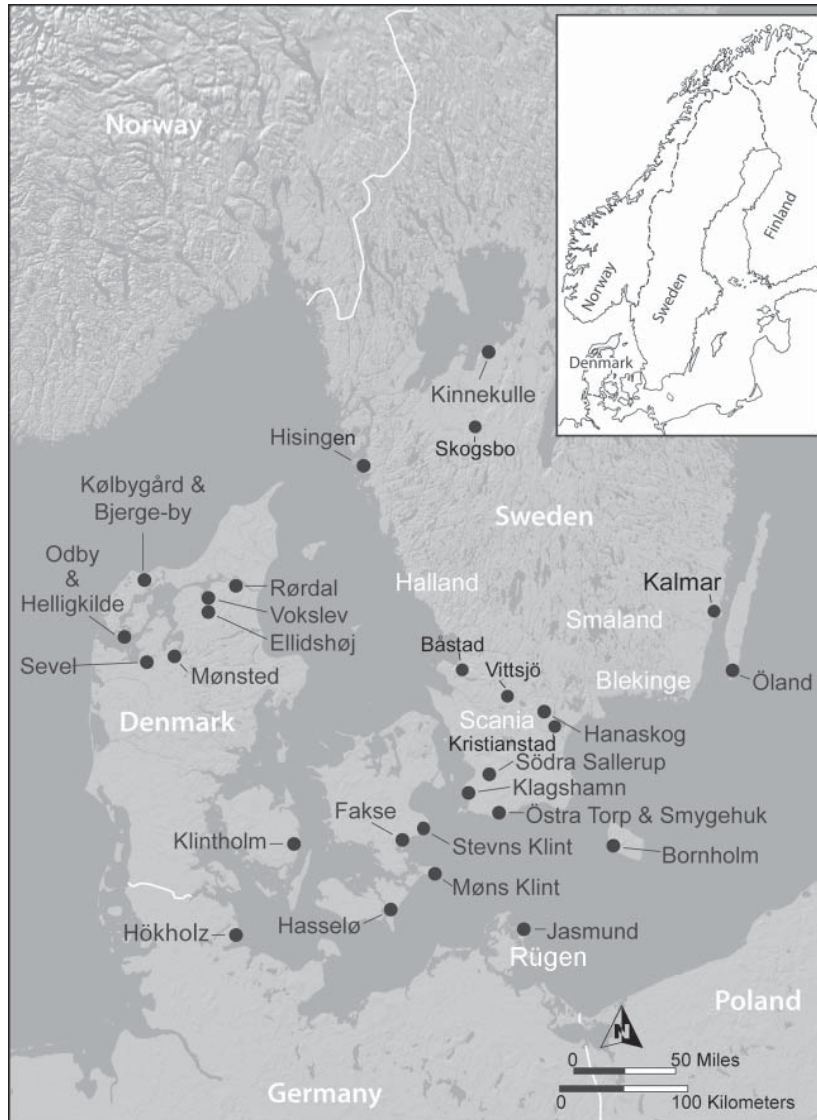 Norway
Norway
Sweden
Finland
Denmark
Kinnekulle
Skogsbo
Hisingen
Kølbygård &
Bjerge-by
Sweden
Odby
&
Helligkilde
Rørdal
Vokslev
Ellidshøj
Halland
Kalmar
Småland
Sevel
Mønsted
Båstad
Vittsjö
Blekinge
Öland
Denmark
Scania
Hanaskog
Kristianstad
Södra Sallerup
Klagshamn
Östra Torp & Smygehuk
Fakse
Klintholm
Stevns Klint
Bornholm
Møns Klint
Hasselø
Hökholz
Jasmund
Rügen
Poland
N
0 50 Miles
0 100 Kilometers
Germany